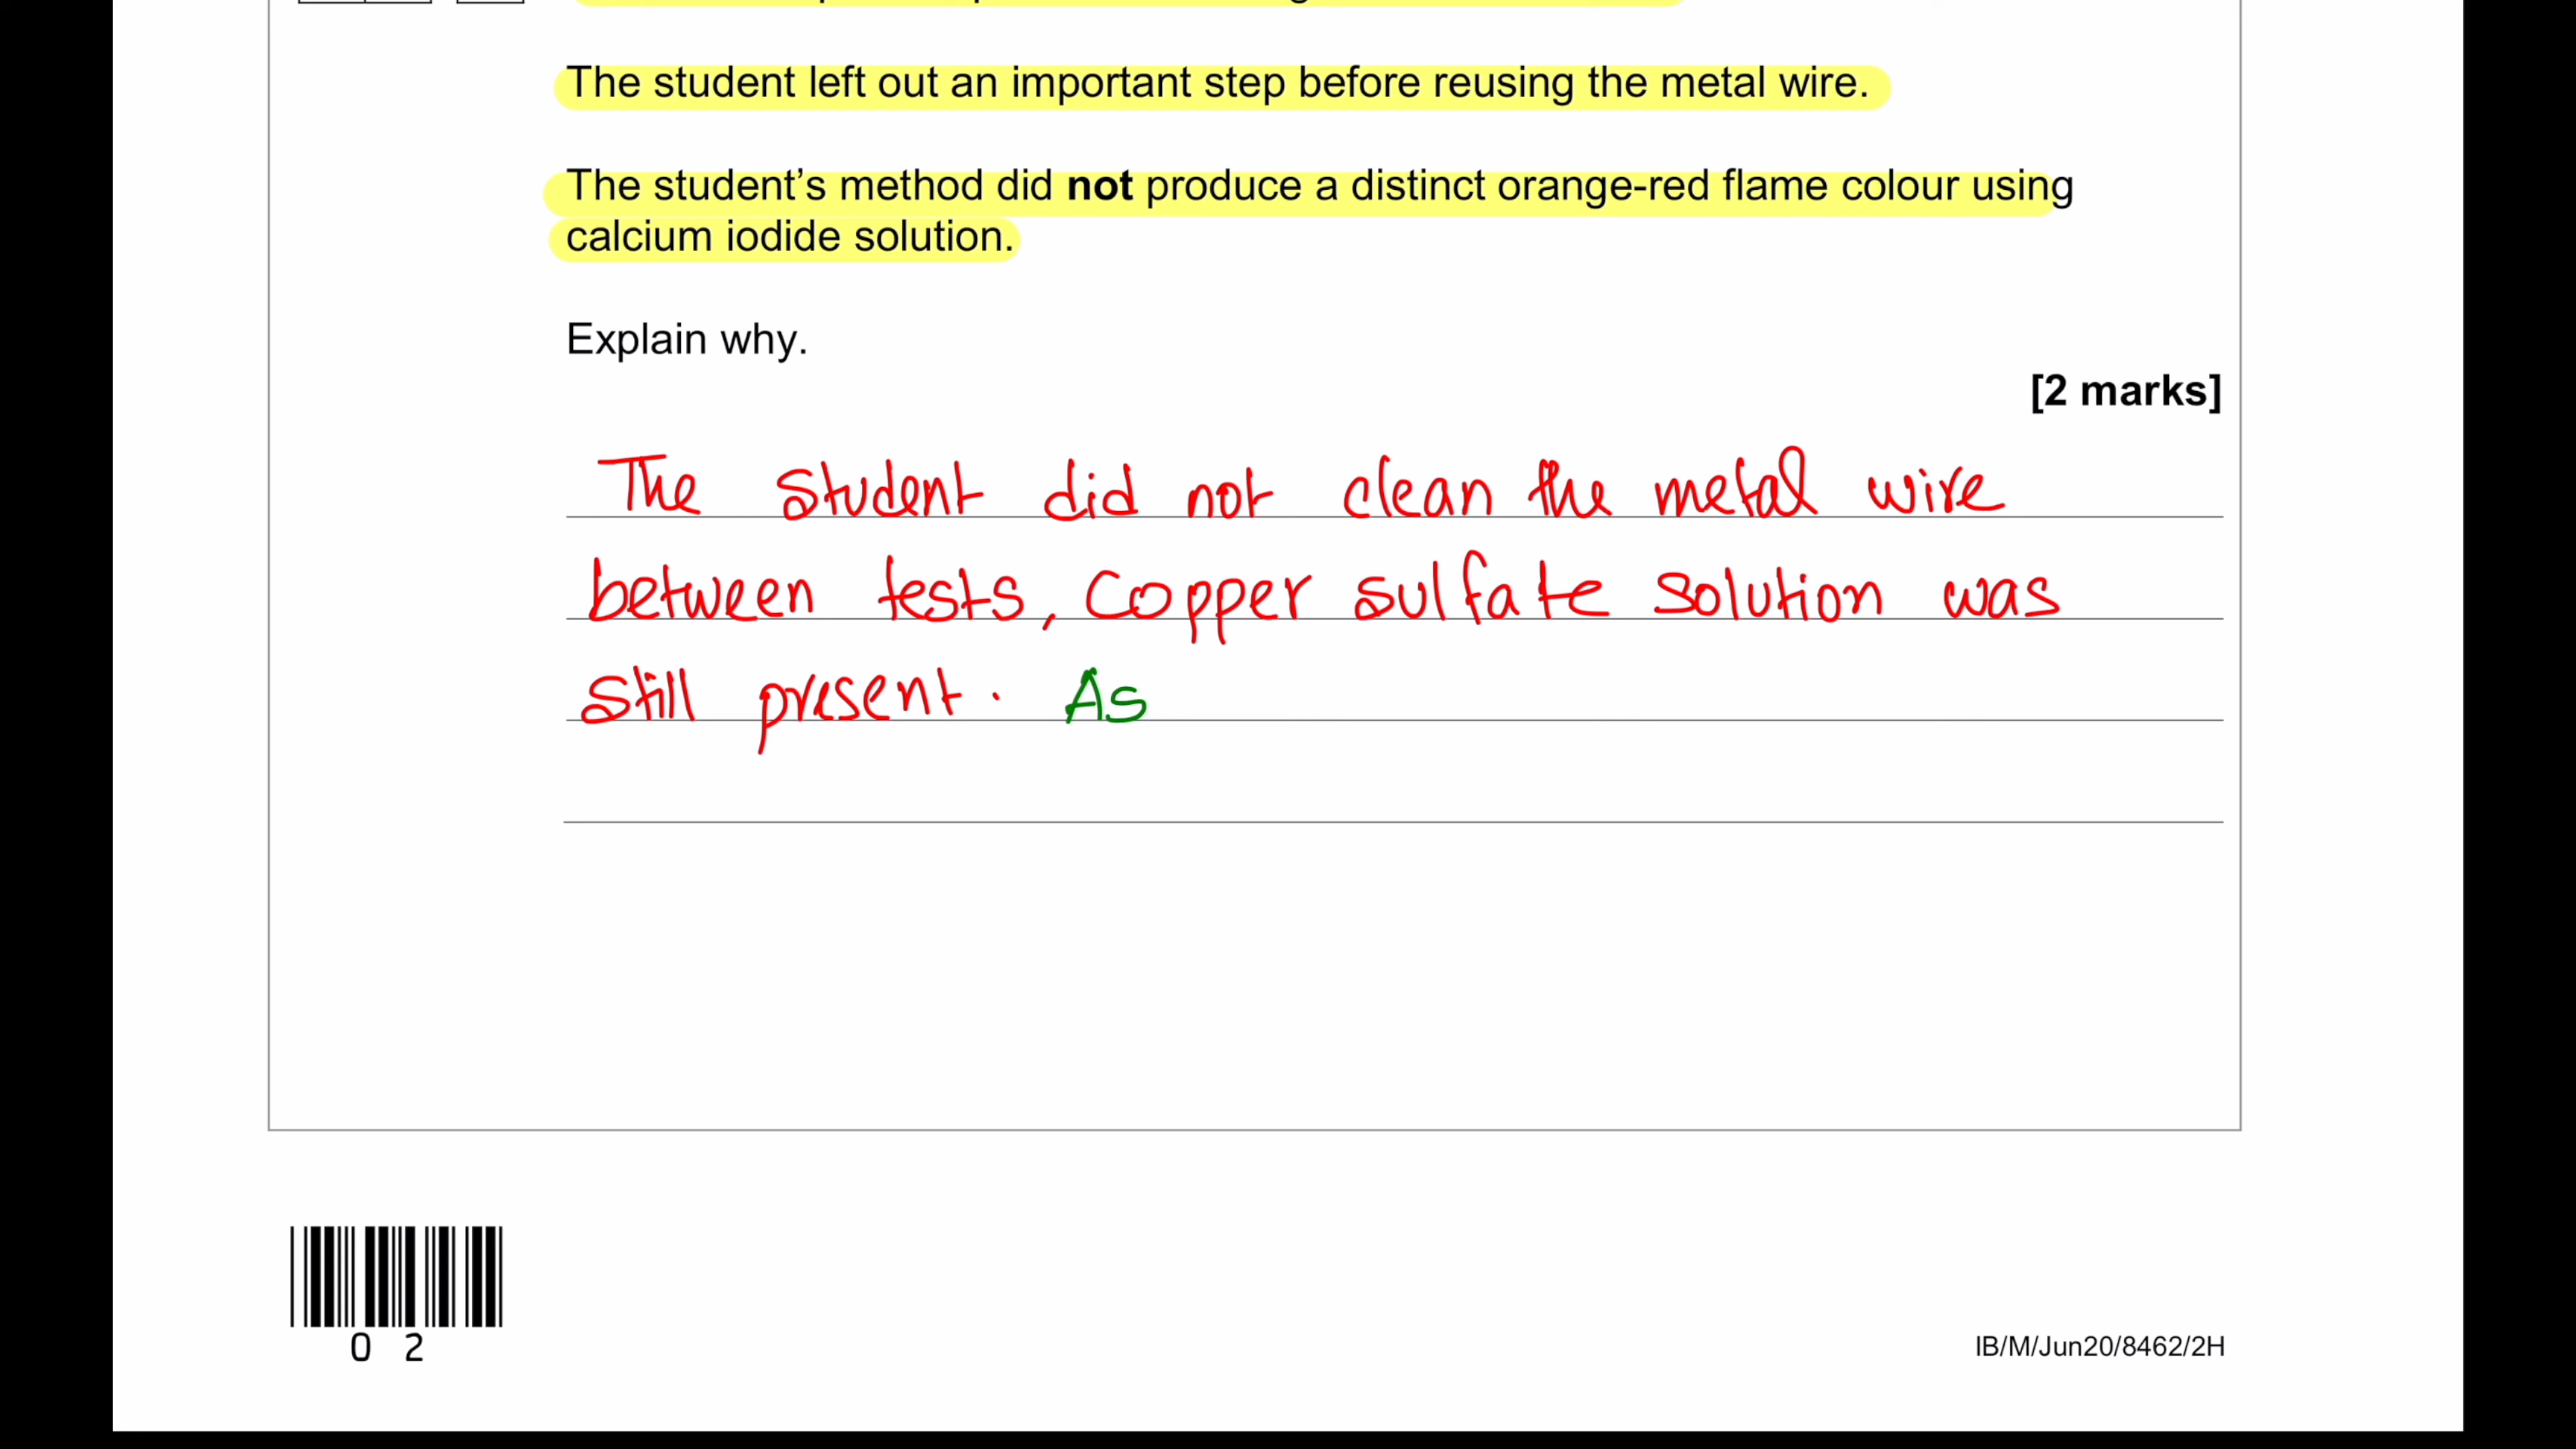 The student left out an important step before reusing the metal wire.
The student's method did not produce a distinct orange-red flame colour using
calcium iodide solution.
Explain why.
[2 marks]
The student did not clean the metal wire
between tests, copper sulfate solution was
still present. As
0 2
IB/M/Jun20/8462/2H